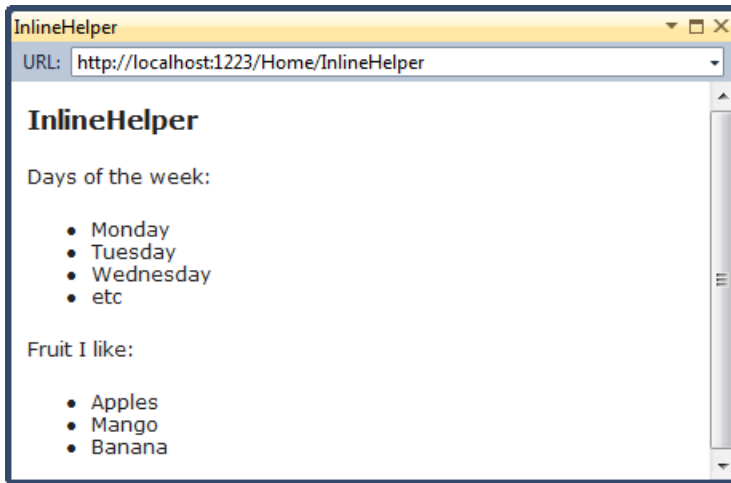 InlineHelper
URL: http://localhost:1223/Home/InlineHelper
InlineHelper
Days of the week:
• Monday
• Tuesday
• Wednesday
• etc
Fruit I like:
• Apples
• Mango
• Banana